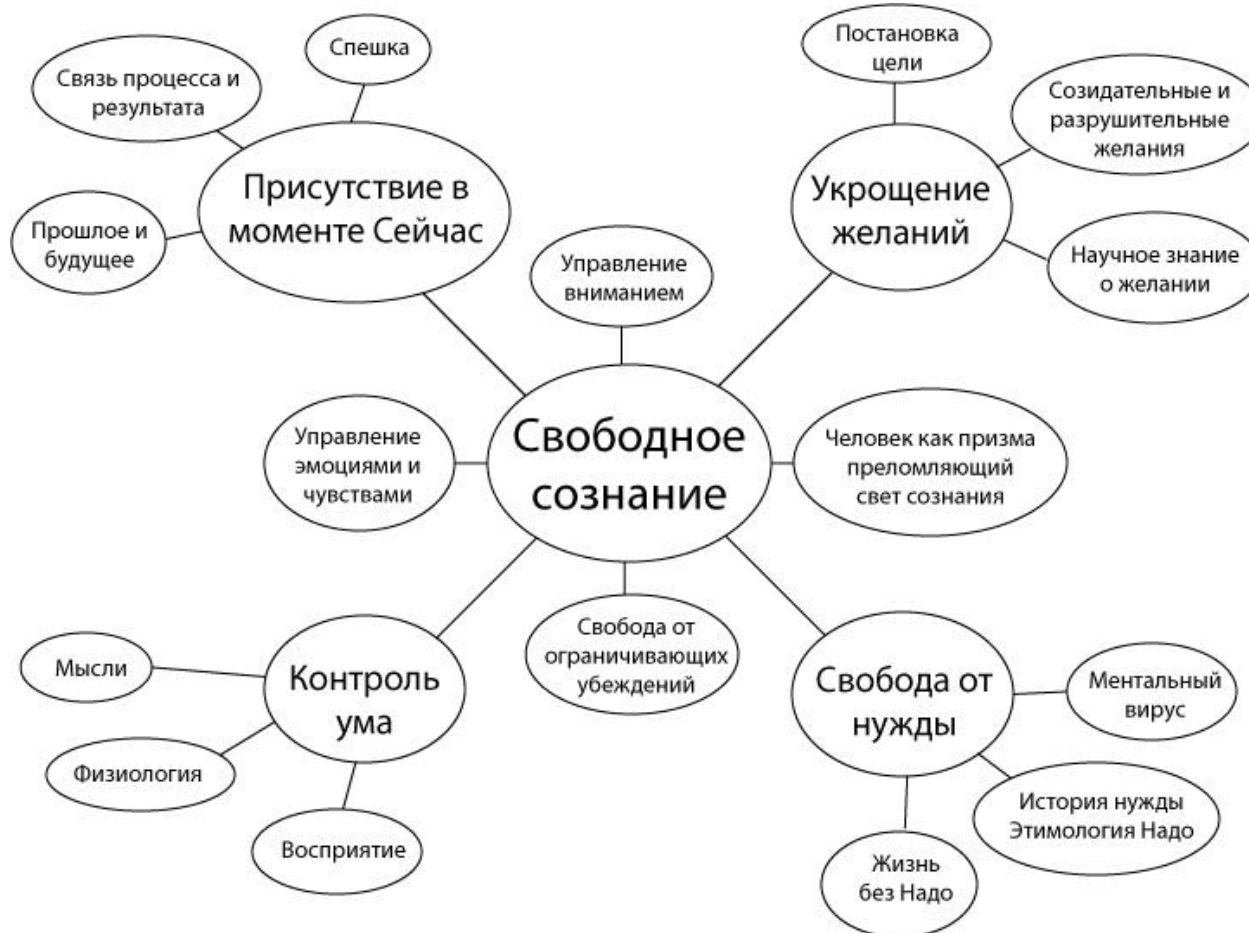 Спешка
Связь процесса и
результата
Присутствие в
моменте Сейчас
Прошлое и
будущее
Постановка
цели
Созидательные и
разрушительные
желания
Укрощение
желаний
Научное знание
о желании
Управление
вниманием
Свободное
сознание
Управление
эмоциями и
чувствами
Человек как призма
преломляющий
свет сознания
Свобода от
ограничивающих
убеждений
Контроль
ума
Мысли
Физиология
Восприятие
Свобода от
нужды
Ментальный
вирус
История нужды
Этимология Надо
Жизнь
без Надо